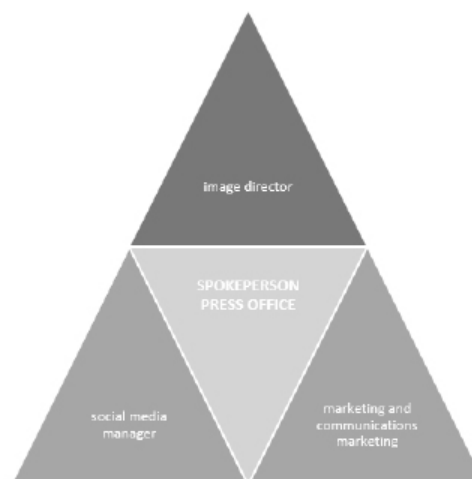 image director
SPOKEPERSON
PRESS OFFICE
social media
manager
marketing and
communications
marketing